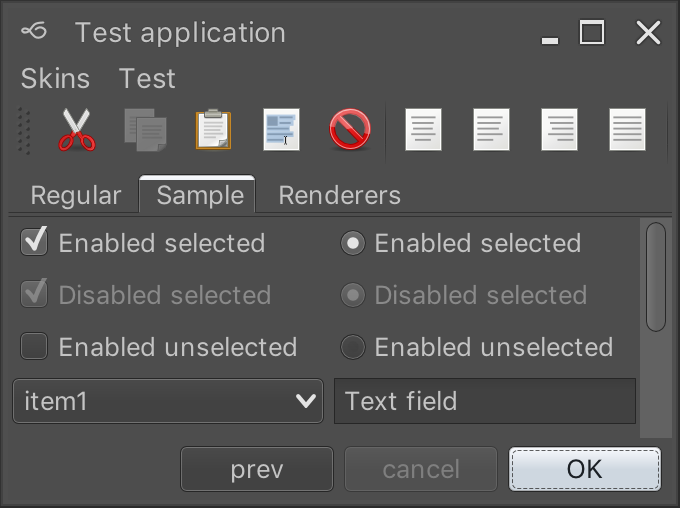 Test application
Skins Test
Regular Sample Renderers
Enabled selected Enabled selected
Disabled selected Disabled selected
Enabled unselected Enabled unselected
item1 Text field
prev cancel OK